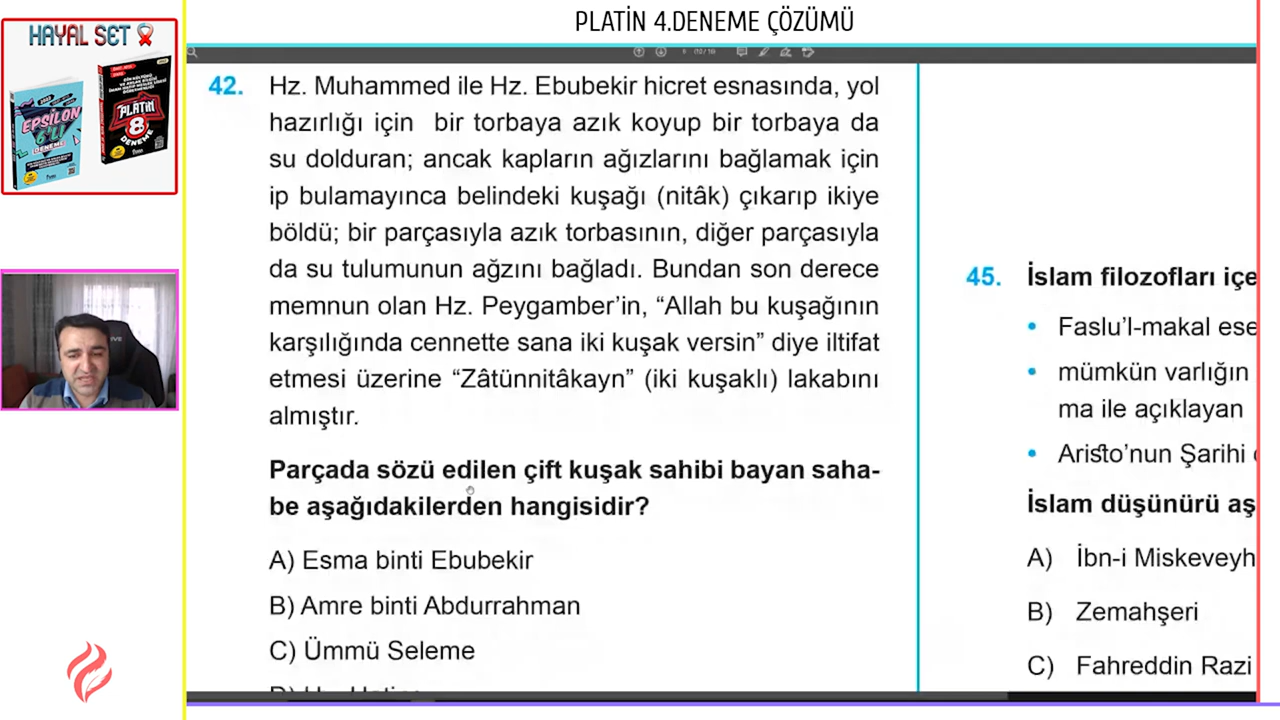 PLATİN 4.DENEME ÇÖZÜMÜ
HAYAL SET
EPSİLON
6'LI
DENEME
PLATİN
8
DENEME
42. Hz. Muhammed ile Hz. Ebubekir hicret esnasında, yol
hazırlığı için bir torbaya azık koyup bir torbaya da
su dolduran; ancak kapların ağızlarını bağlamak için
ip bulamayınca belindeki kuşağı (nitâk) çıkarıp ikiye
böldü; bir parçasıyla azık torbasının, diğer parçasıyla
da su tulumunun ağzını bağladı. Bundan son derece
memnun olan Hz. Peygamber’in, “Allah bu kuşağının
karşılığında cennette sana iki kuşak versin” diye iltifat
etmesi üzerine “Zâtünnitâkayn” (iki kuşaklı) lakabını
almıştır.
Parçada sözü edilen çift kuşak sahibi bayan saha-
be aşağıdakilerden hangisidir?
A) Esma binti Ebubekir
B) Amre binti Abdurrahman
C) Ümmü Seleme
45. İslam filozofları içe
• Faslu’l-makal ese
• mümkün varlığın
ma ile açıklayan
• Aristo’nun Şarihi
İslam düşünürü aş
A) İbn-i Miskeveyh
B) Zemahşeri
C) Fahreddin Razi